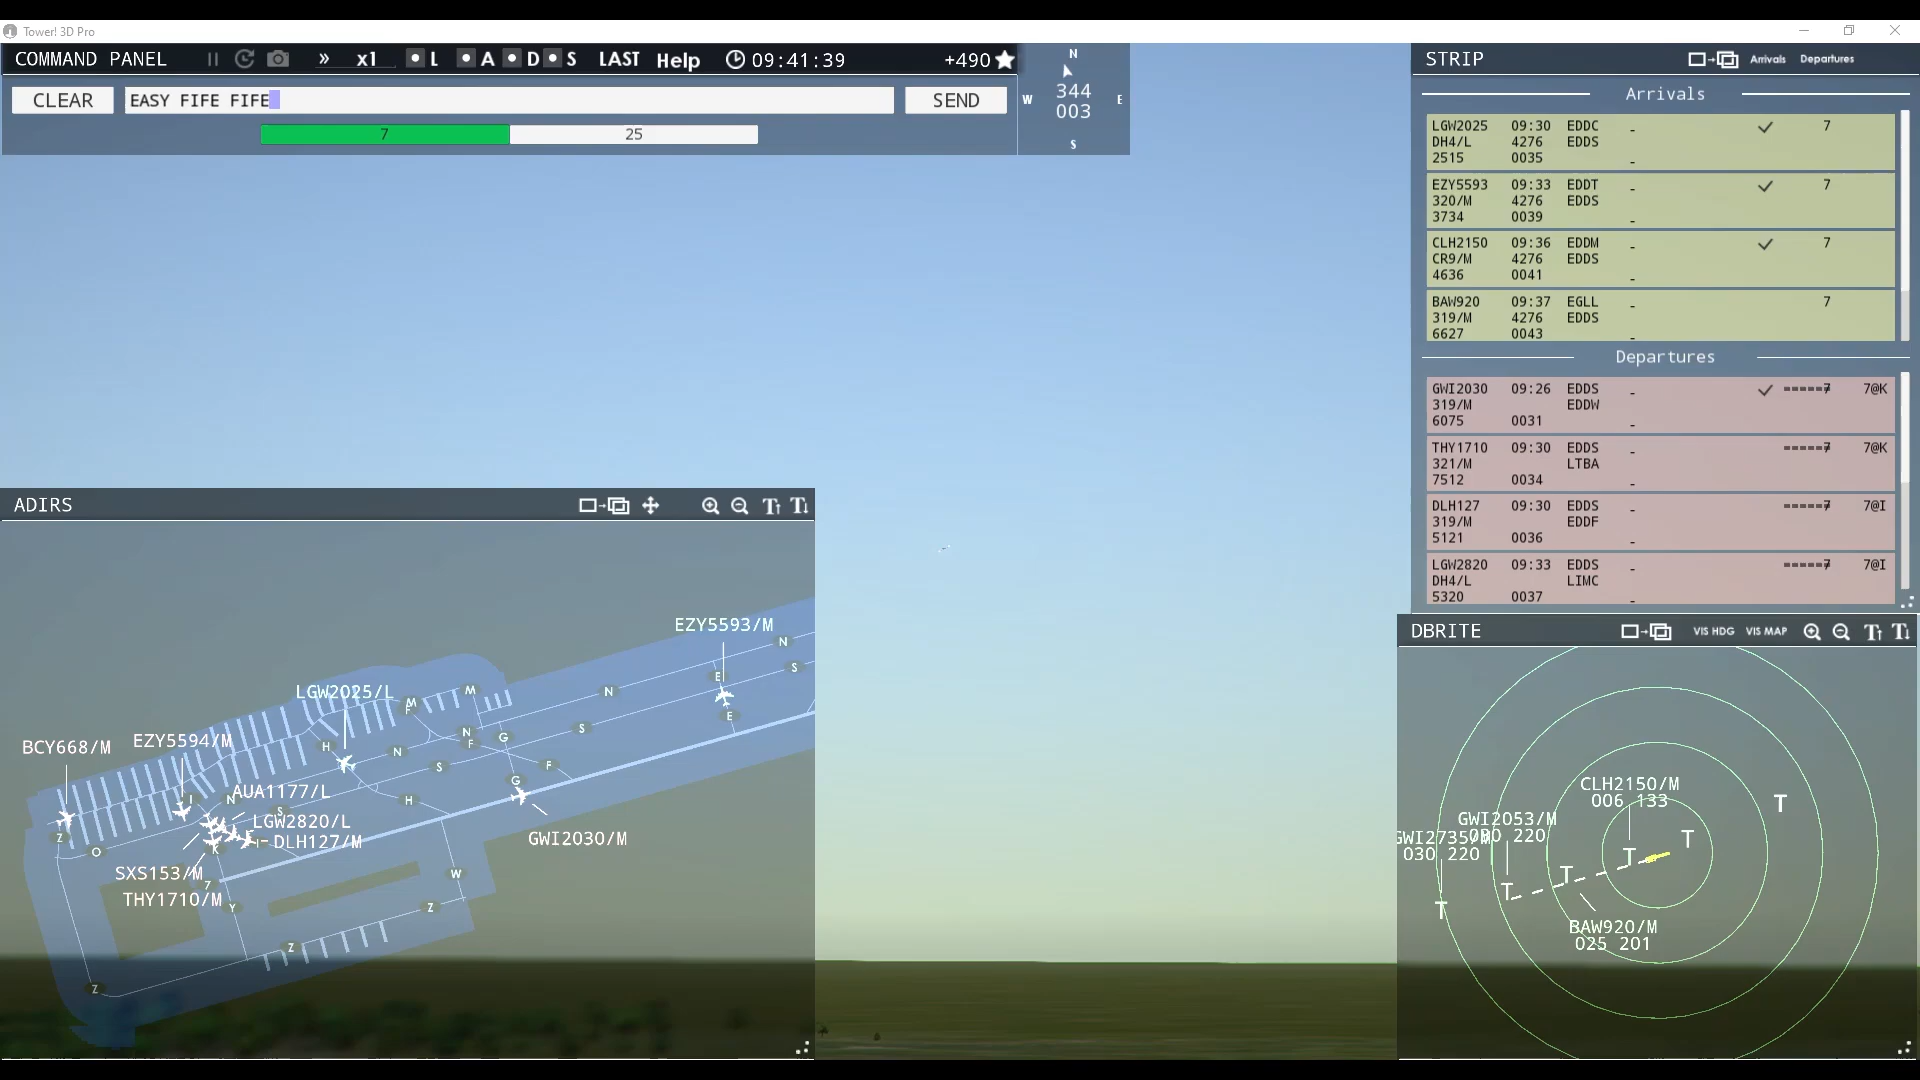 Tower! 3D Pro
COMMAND PANEL
» x1 L A D S LAST Help 09:41:39 +490
CLEAR EASY FIFE FIFE SEND
7 25
N
W 344 E
003
S
STRIP Arrivals Departures
Arrivals
LGW2025 09:30 EDDC - 7
DH4/L 4276 EDDS
2515 0035 -
EZY5593 09:33 EDDT - 7
320/M 4276 EDDS
3734 0039 -
CLH2150 09:36 EDDM - 7
CR9/M 4276 EDDS
4636 0041 -
BAW920 09:37 EGLL - 7
319/M 4276 EDDS
6627 0043 -
Departures
GWI2030 09:26 EDDS - 7 7@K
319/M EDDW
6075 0031 -
THY1710 09:30 EDDS - 7 7@K
321/M LTBA
7512 0034 -
DLH127 09:30 EDDS - 7 7@I
319/M EDDF
5121 0036 -
LGW2820 09:33 EDDS - 7 7@I
DH4/L LIMC
5320 0037 -
ADIRS
EZY5593/M
N
S
E
E
LGW2025/L
M
M
F
N
S
BCY668/M
EZY5594/M
H
N
N
F
G
S
F
G
H
I
N
S
AUA1177/L
LGW2820/L
DLH127/M
GWI2030/M
Z
O
K
SXS153/M
7
THY1710/M
Y
W
Z
Z
Z
DBRITE VIS HDG VIS MAP
CLH2150/M
006 133
GWI2053/M
220
GWI2735/M
030 220
BAW920/M
025 201